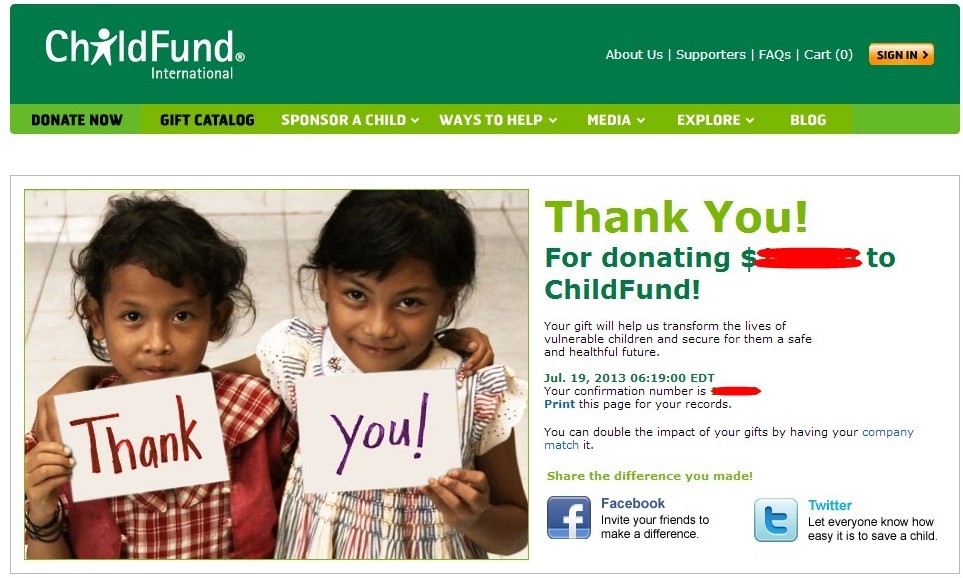 ChildFund®
International
About Us | Supporters | FAQs | Cart (0)
SIGN IN >
DONATE NOW
GIFT CATALOG
SPONSOR A CHILD
WAYS TO HELP
MEDIA
EXPLORE
BLOG
Thank
You!
Thank You!
For donating $ to
ChildFund!
Your gift will help us transform the lives of
vulnerable children and secure for them a safe
and healthful future.
Jul. 19, 2013 06:19:00 EDT
Your confirmation number is
Print this page for your records.
You can double the impact of your gifts by having your company
match it.
Share the difference you made!
Facebook
Invite your friends to
make a difference.
Twitter
Let everyone know how
easy it is to save a child.